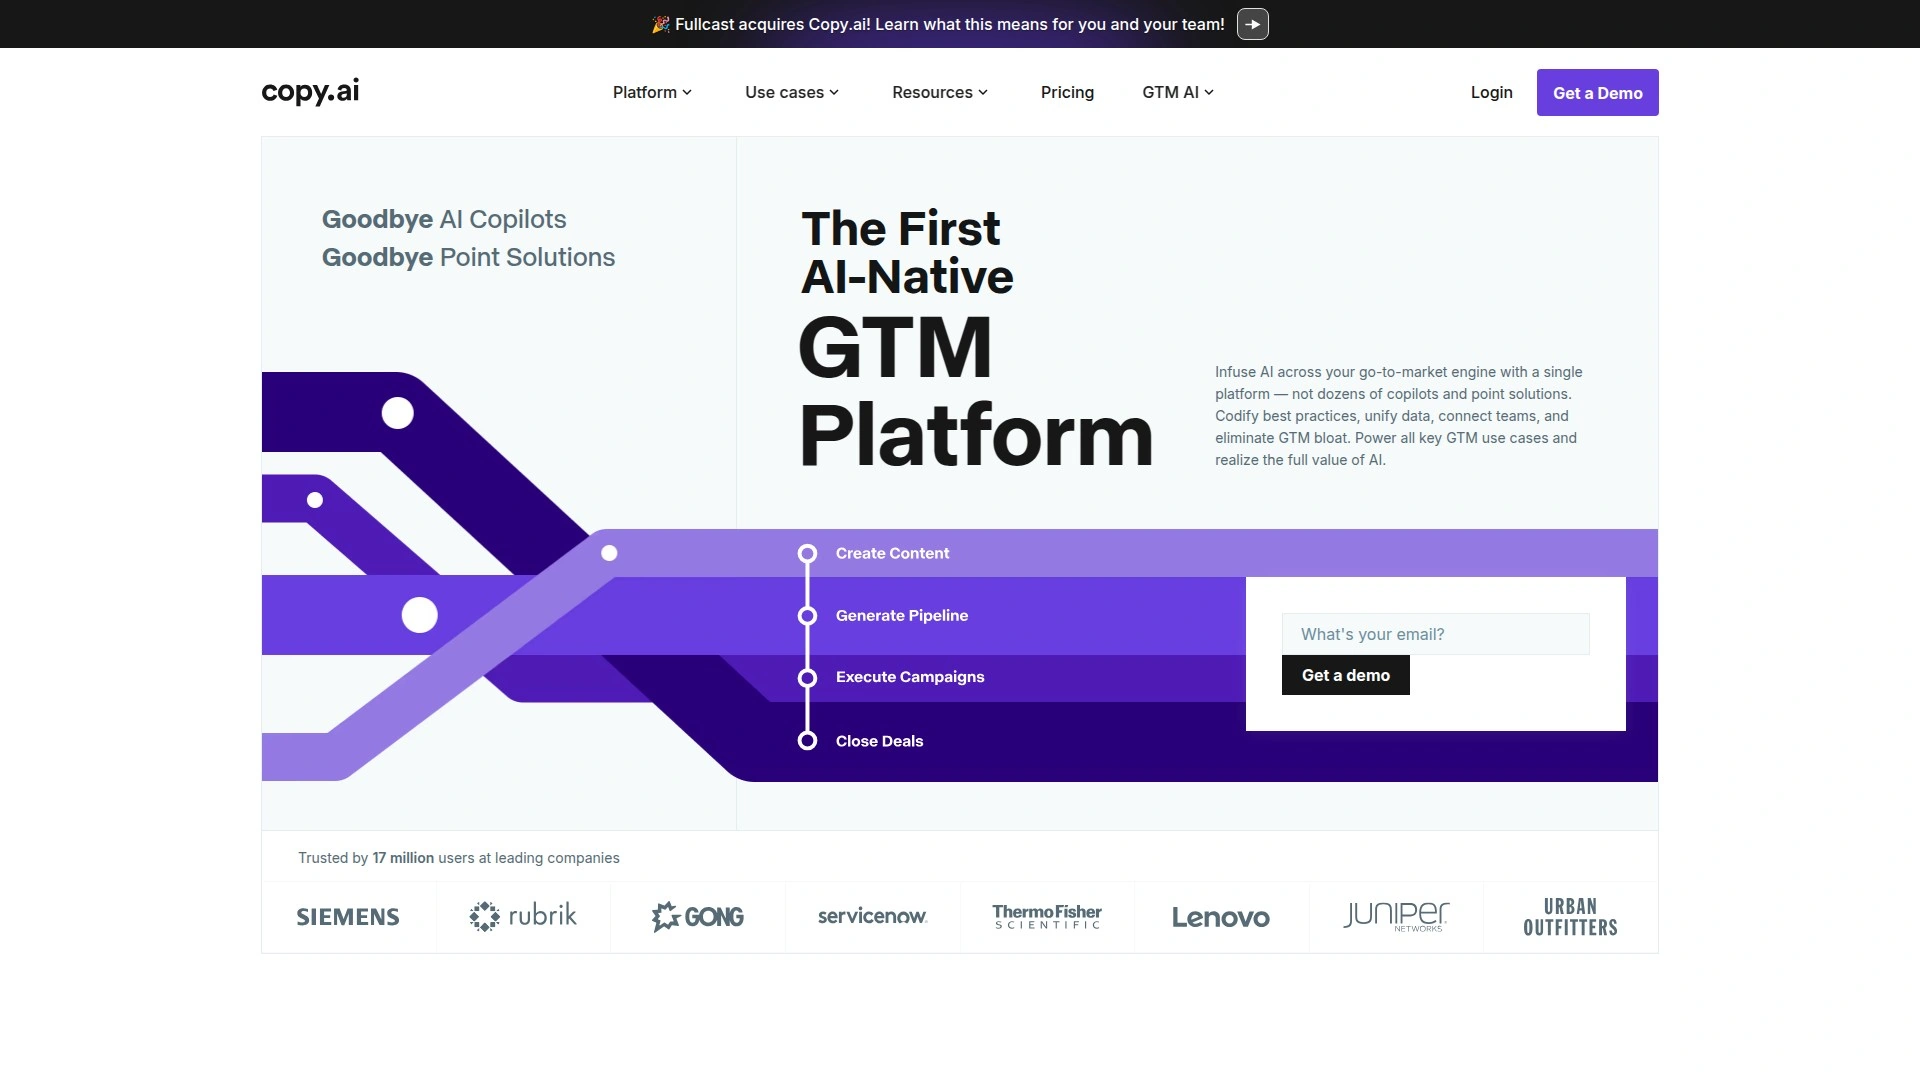 🎉 Fullcast acquires Copy.ai! Learn what this means for you and your team!
copy.ai
Platform
Use cases
Resources
Pricing
GTM AI
Login
Get a Demo
Goodbye AI Copilots
Goodbye Point Solutions
The First
AI-Native
GTM
Platform
Infuse AI across your go-to-market engine with a single
platform — not dozens of copilots and point solutions.
Codify best practices, unify data, connect teams, and
eliminate GTM bloat. Power all key GTM use cases and
realize the full value of AI.
Create Content
Generate Pipeline
Execute Campaigns
Close Deals
What's your email?
Get a demo
Trusted by 17 million users at leading companies
SIEMENS
rubrik
GONG
servicenow
ThermoFisher
SCIENTIFIC
Lenovo
JUNIPER
NETWORKS
URBAN
OUTFITTERS